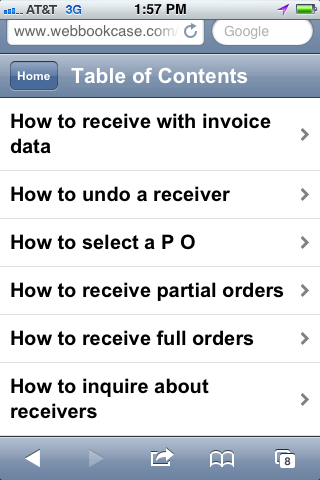 AT&T 3G 1:57 PM
www.webbookcase.com/ Google
Home Table of Contents
How to receive with invoice
data
How to undo a receiver
How to select a P O
How to receive partial orders
How to receive full orders
How to inquire about
receivers
8